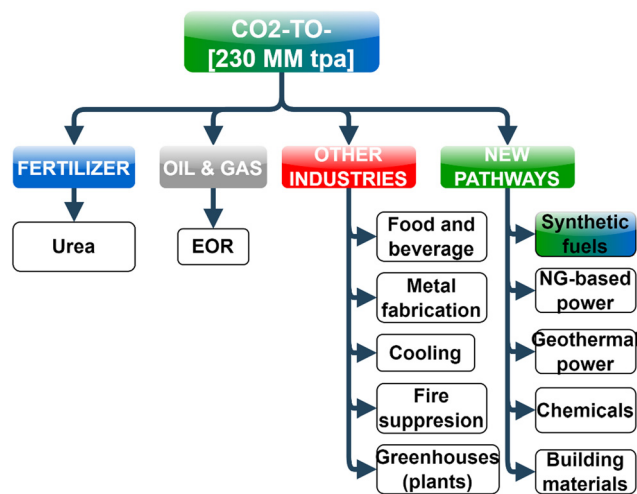 CO2-TO-
[230 MM tpa]
FERTILIZER
OIL & GAS
OTHER
INDUSTRIES
NEW
PATHWAYS
Urea
EOR
Food and
beverage
Metal
fabrication
Cooling
Fire
suppresion
Greenhouses
(plants)
Synthetic
fuels
NG-based
power
Geothermal
power
Chemicals
Building
materials